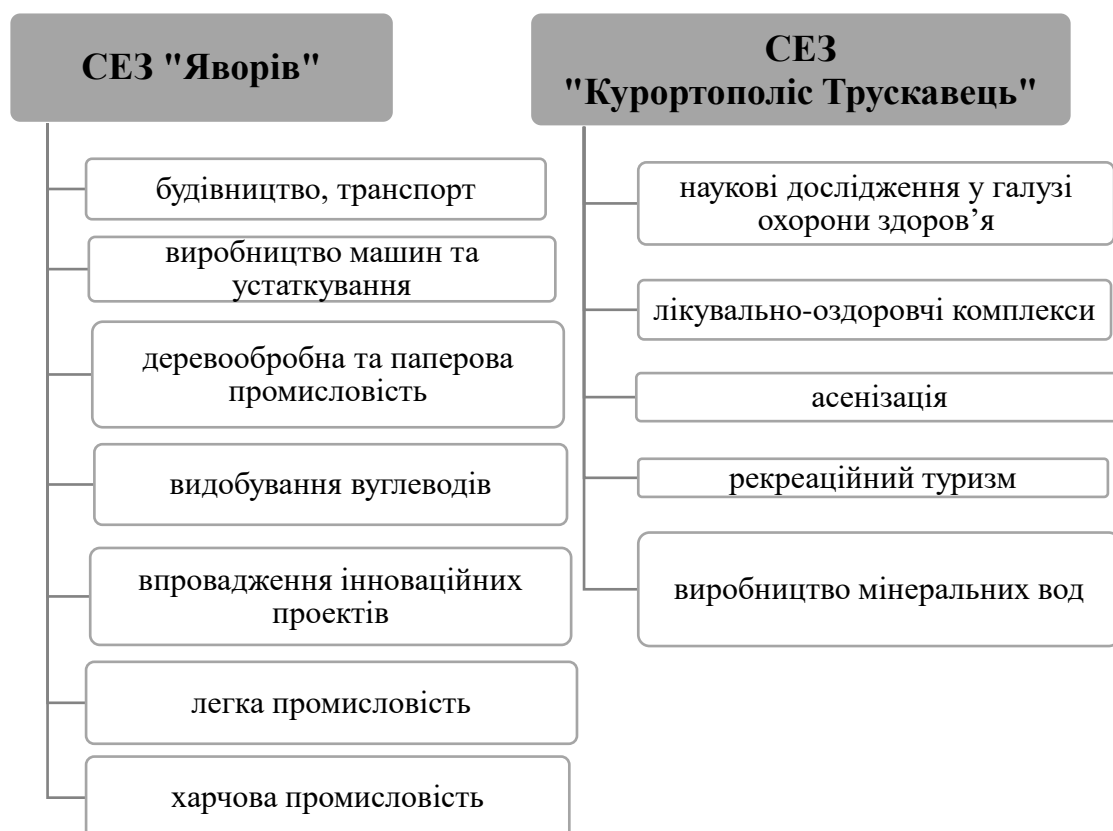 СЕЗ "Яворів"
будівництво, транспорт
виробництво машин та
устаткування
деревообробна та паперова
промисловість
видобування вуглеводів
впровадження інноваційних
проектів
легка промисловість
харчова промисловість
СЕЗ
"Курортополіс Трускавець"
наукові дослідження у галузі
охорони здоров’я
лікувально-оздоровчі комплекси
асенізація
рекреаційний туризм
виробництво мінеральних вод